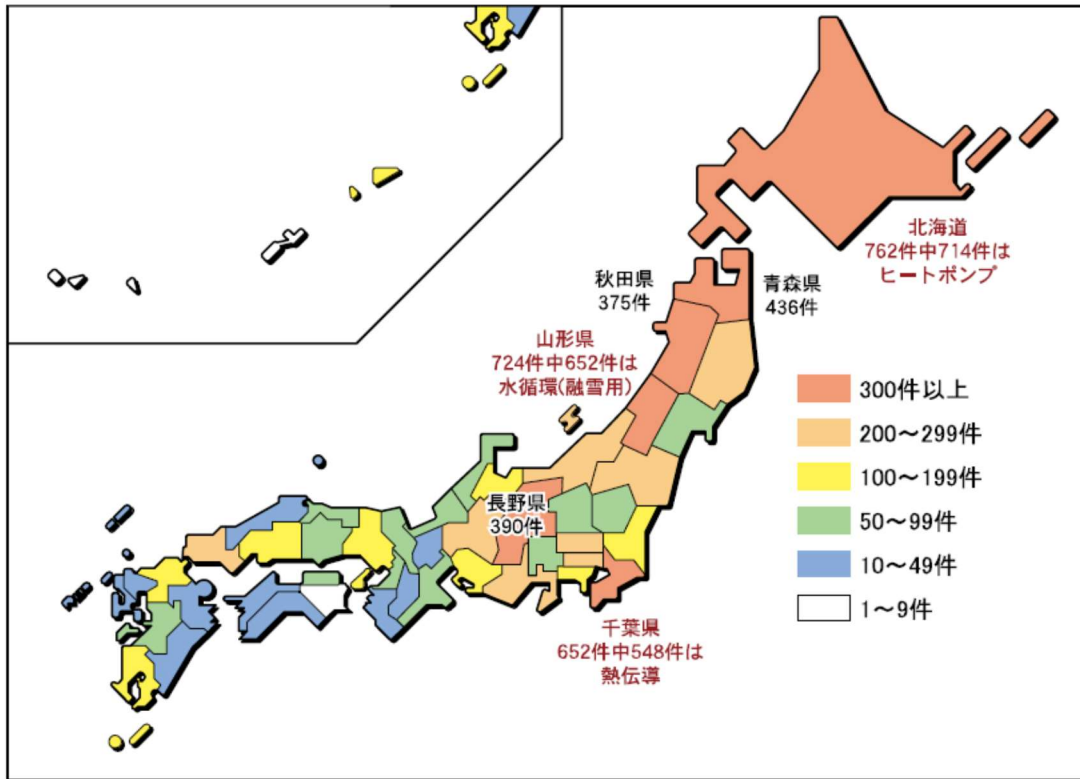 北海道
762件中714件は
ヒートポンプ
秋田県
375件
青森県
436件
山形県
724件中652件は
水循環(融雪用)
長野県
390件
千葉県
652件中548件は
熱伝導
300件以上
200～299件
100～199件
50～99件
10～49件
1～9件